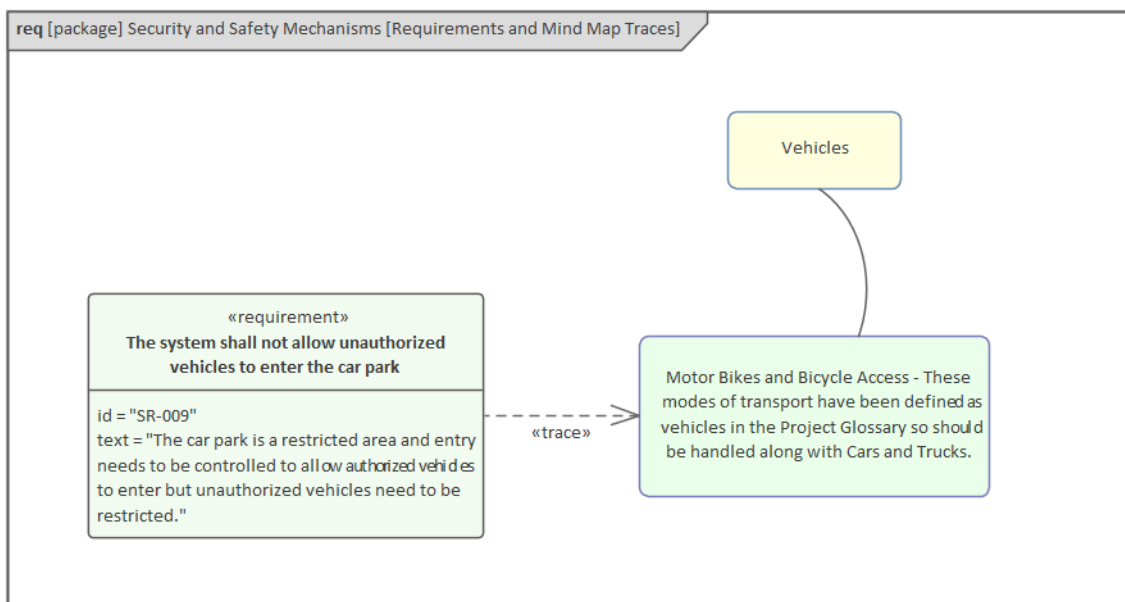 req [package] Security and Safety Mechanisms [Requirements and Mind Map Traces]
Vehicles
«requirement»
The system shall not allow unauthorized
vehicles to enter the car park
id = "SR-009"
text = "The car park is a restricted area and entry
needs to be controlled to allow authorized vehicles
to enter but unauthorized vehicles need to be
restricted."
«trace»
Motor Bikes and Bicycle Access - These
modes of transport have been defined as
vehicles in the Project Glossary so should
be handled along with Cars and Trucks.